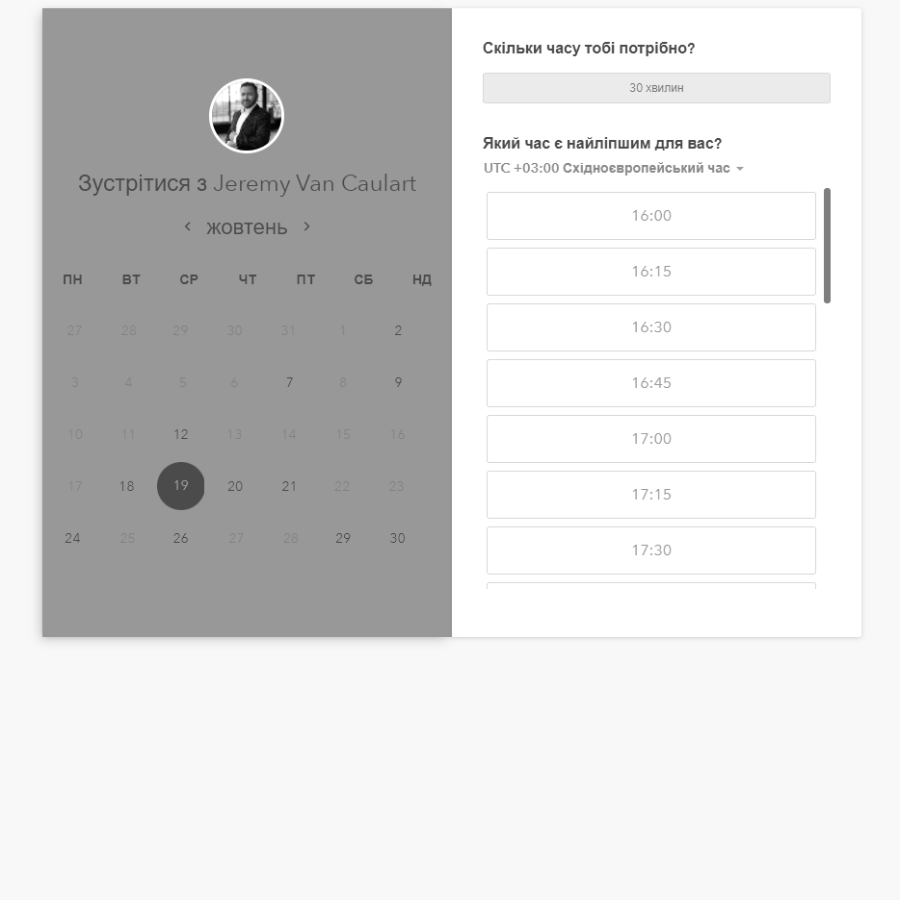 Зустрітися з Jeremy Van Caulart
жовтень
ПН ВТ СР ЧТ ПТ СБ НД
27 28 29 30 31 1 2
3 4 5 6 7 8 9
10 11 12 13 14 15 16
17 18 19 20 21 22 23
24 25 26 27 28 29 30
Скільки часу тобі потрібно?
30 хвилин
Який час є найліпшим для вас?
UTC +03:00 Східноєвропейський час
16:00
16:15
16:30
16:45
17:00
17:15
17:30